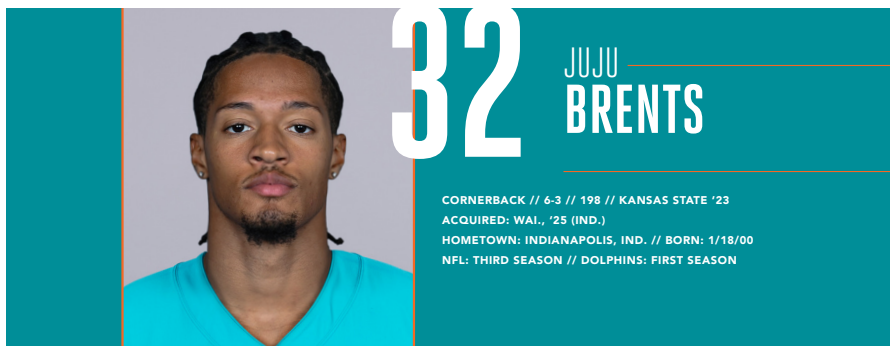 32
JUJU
BRENTS
CORNERBACK // 6-3 // 198 // KANSAS STATE ’23
ACQUIRED: WAI., ’25 (IND.)
HOMETOWN: INDIANAPOLIS, IND. // BORN: 1/18/00
NFL: THIRD SEASON // DOLPHINS: FIRST SEASON